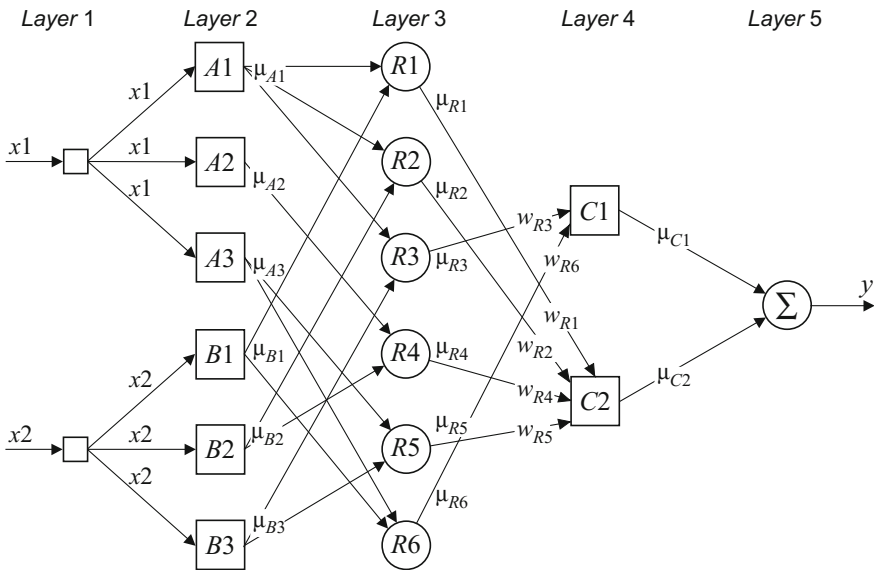 Layer 1 Layer 2 Layer 3 Layer 4 Layer 5
A1 μA1 R1
x1 μR1
x1 x1 A2 R2
μA2 μR2 C1
x1 wR3 μC1
A3 R3 wR6
μA3 μR3 y
Σ
wR1
B1 μB1 R4 μR4 wR2
x2 μC2
wR4 C2
x2 x2 B2 μB2 R5 μR5 wR5
x2
μR6
B3 μB3 R6